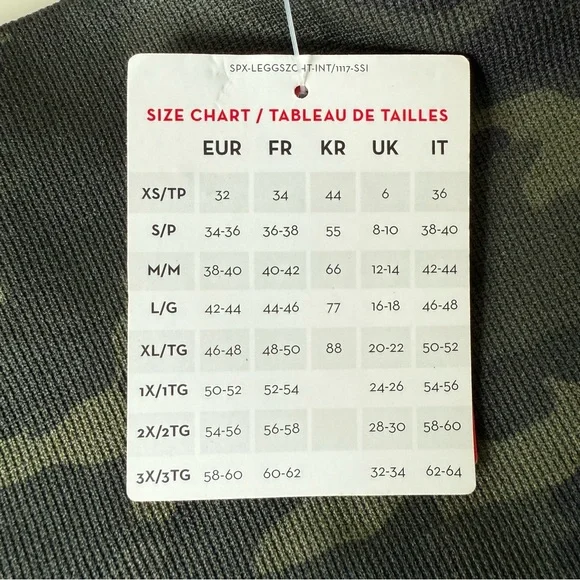 SPX-LEGGSZCHT-INT/1117-SSI
SIZE CHART / TABLEAU DE TAILLES
EUR FR KR UK IT
XS/TP 32 34 44 6 36
S/P 34-36 36-38 55 8-10 38-40
M/M 38-40 40-42 66 12-14 42-44
L/G 42-44 44-46 77 16-18 46-48
XL/TG 46-48 48-50 88 20-22 50-52
1X/1TG 50-52 52-54 24-26 54-56
2X/2TG 54-56 56-58 28-30 58-60
3X/3TG 58-60 60-62 32-34 62-64